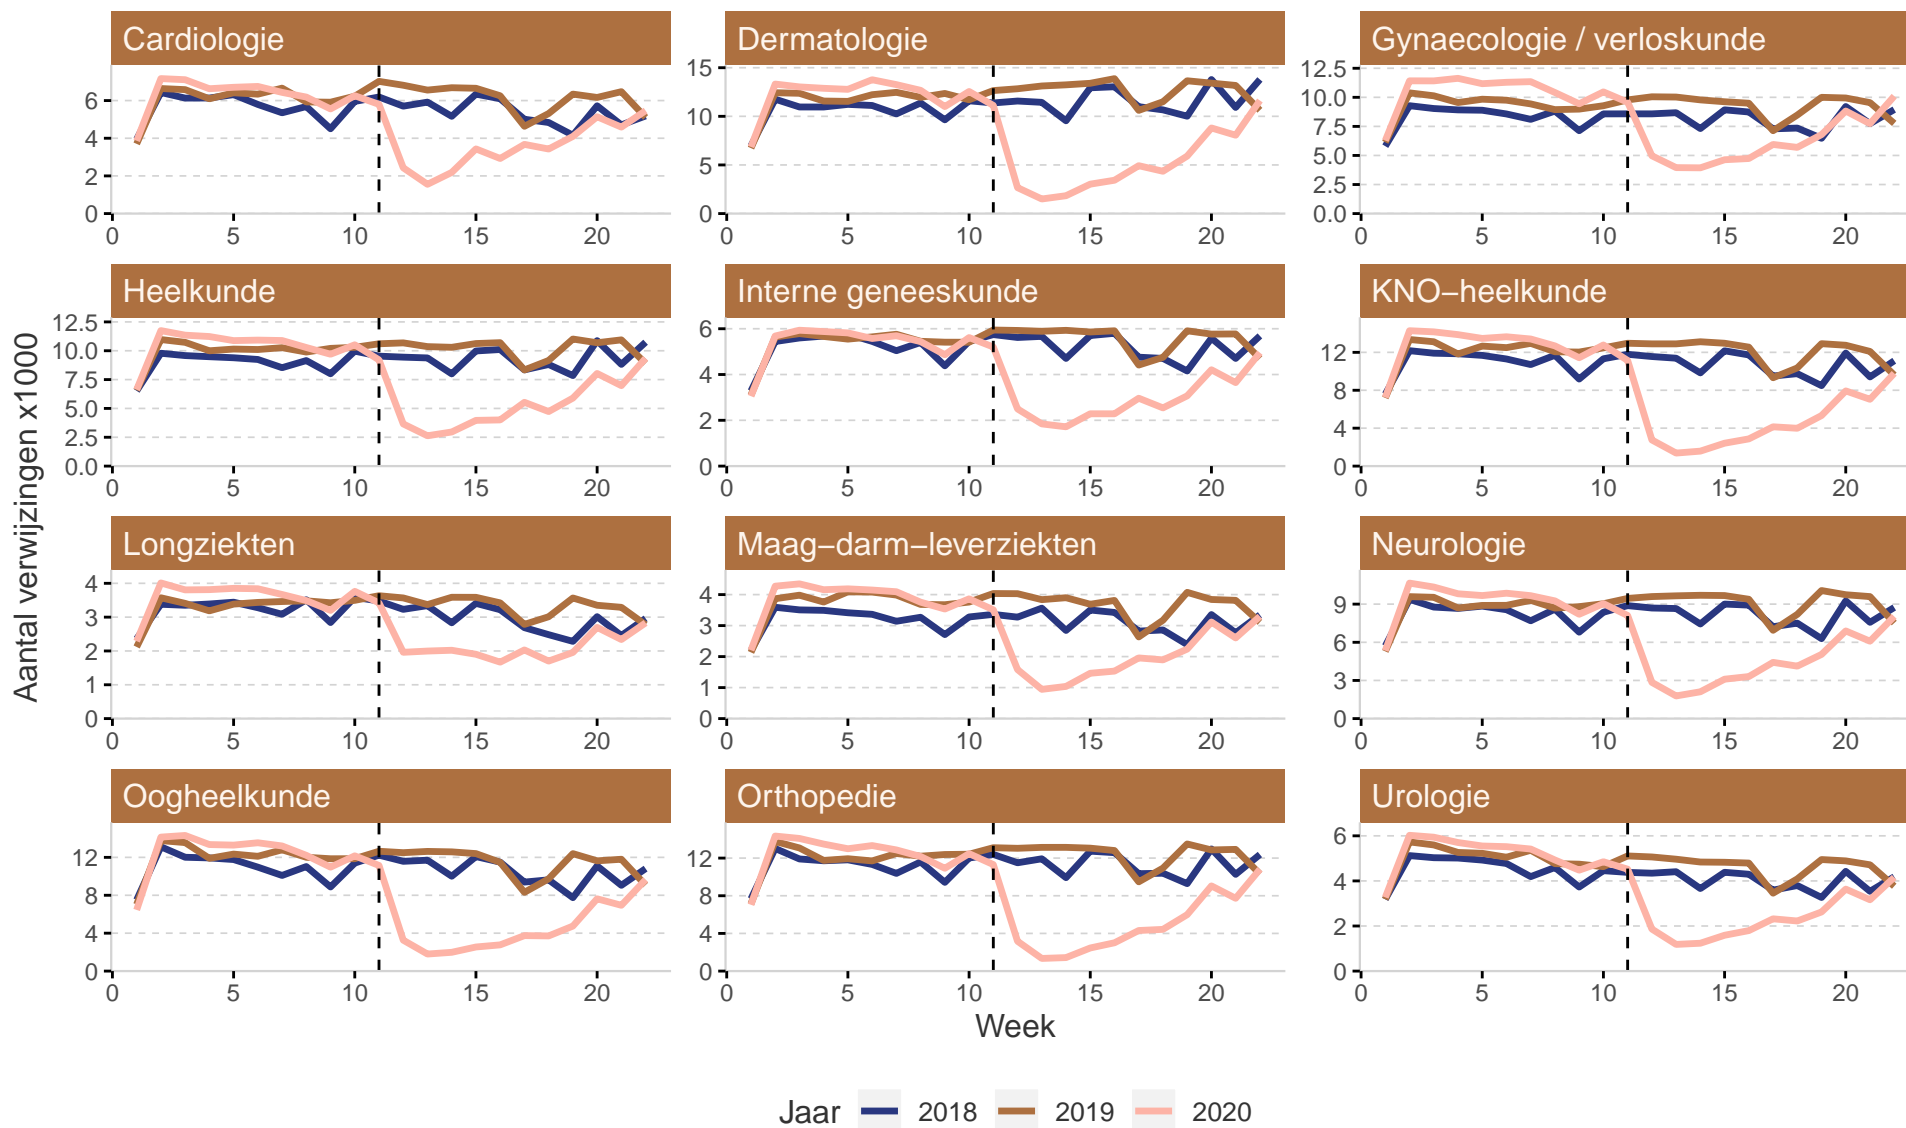 Cardiologie
Dermatologie
Gynaecologie / verloskunde
6
4
2
0
0 5 10 15 20
15
10
5
0
0 5 10 15 20
12.5
10.0
7.5
5.0
2.5
0.0
0 5 10 15 20
Heelkunde
Interne geneeskunde
KNO–heelkunde
12.5
10.0
7.5
5.0
2.5
0.0
0 5 10 15 20
6
4
2
0
0 5 10 15 20
12
8
4
0
0 5 10 15 20
Aantal verwijzingen x1000
Longziekten
Maag–darm–leverziekten
Neurologie
4
3
2
1
0
0 5 10 15 20
4
3
2
1
0
0 5 10 15 20
9
6
3
0
0 5 10 15 20
Oogheelkunde
Orthopedie
Urologie
12
8
4
0
0 5 10 15 20
12
8
4
0
0 5 10 15 20
6
4
2
0
0 5 10 15 20
Week
Jaar 2018 2019 2020